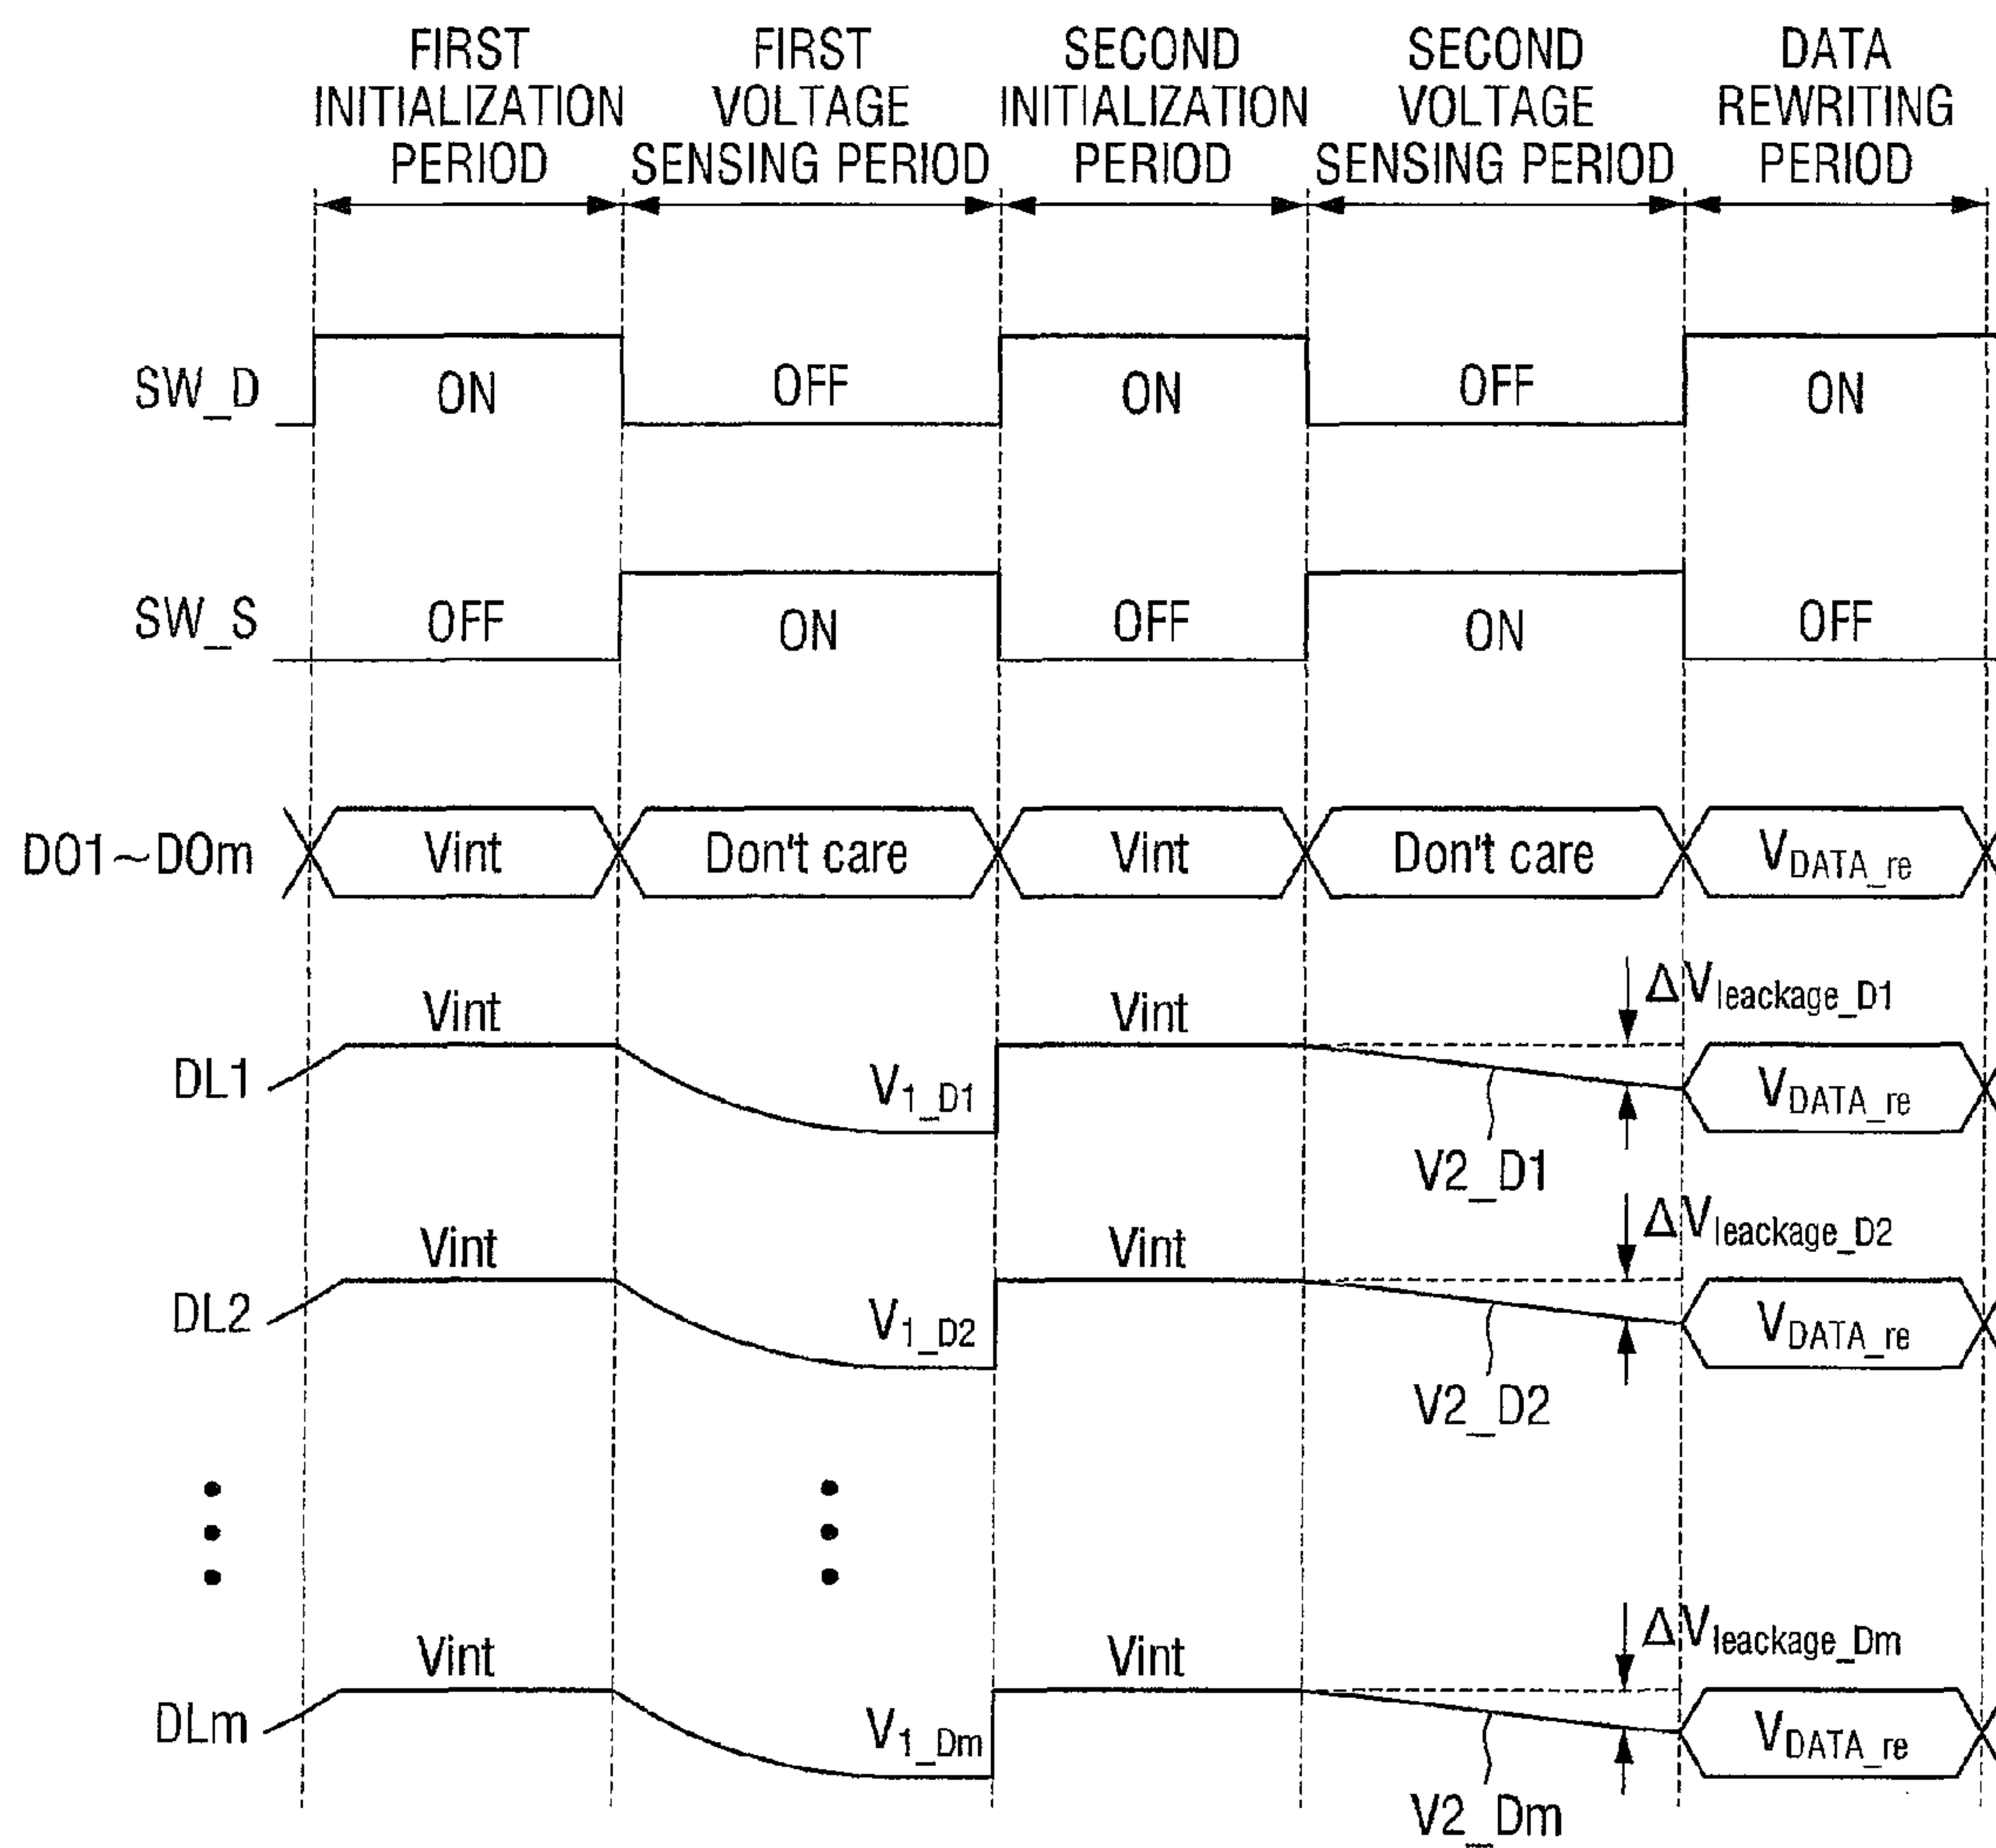 FIRST INITIALIZATION PERIOD
FIRST VOLTAGE SENSING PERIOD
SECOND INITIALIZATION PERIOD
SECOND VOLTAGE SENSING PERIOD
DATA REWRITING PERIOD
SW_D ON OFF ON OFF ON
SW_S OFF ON OFF ON OFF
DO1~DOm Vint Don't care Vint Don't care VDATA_re
ΔVleackage_D1
Vint Vint
DL1 V1_D1 VDATA_re
V2_D1
ΔVleackage_D2
Vint Vint
DL2 V1_D2 VDATA_re
V2_D2
ΔVleackage_Dm
Vint Vint
DLm V1_Dm VDATA_re
V2_Dm